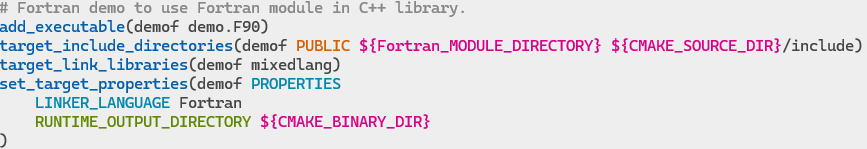 # Fortran demo to use Fortran module in C++ library.
add_executable(demof demo.F90)
target_include_directories(demof PUBLIC ${Fortran_MODULE_DIRECTORY} ${CMAKE_SOURCE_DIR}/include)
target_link_libraries(demof mixedlang)
set_target_properties(demof PROPERTIES
    LINKER_LANGUAGE Fortran
    RUNTIME_OUTPUT_DIRECTORY ${CMAKE_BINARY_DIR}
)